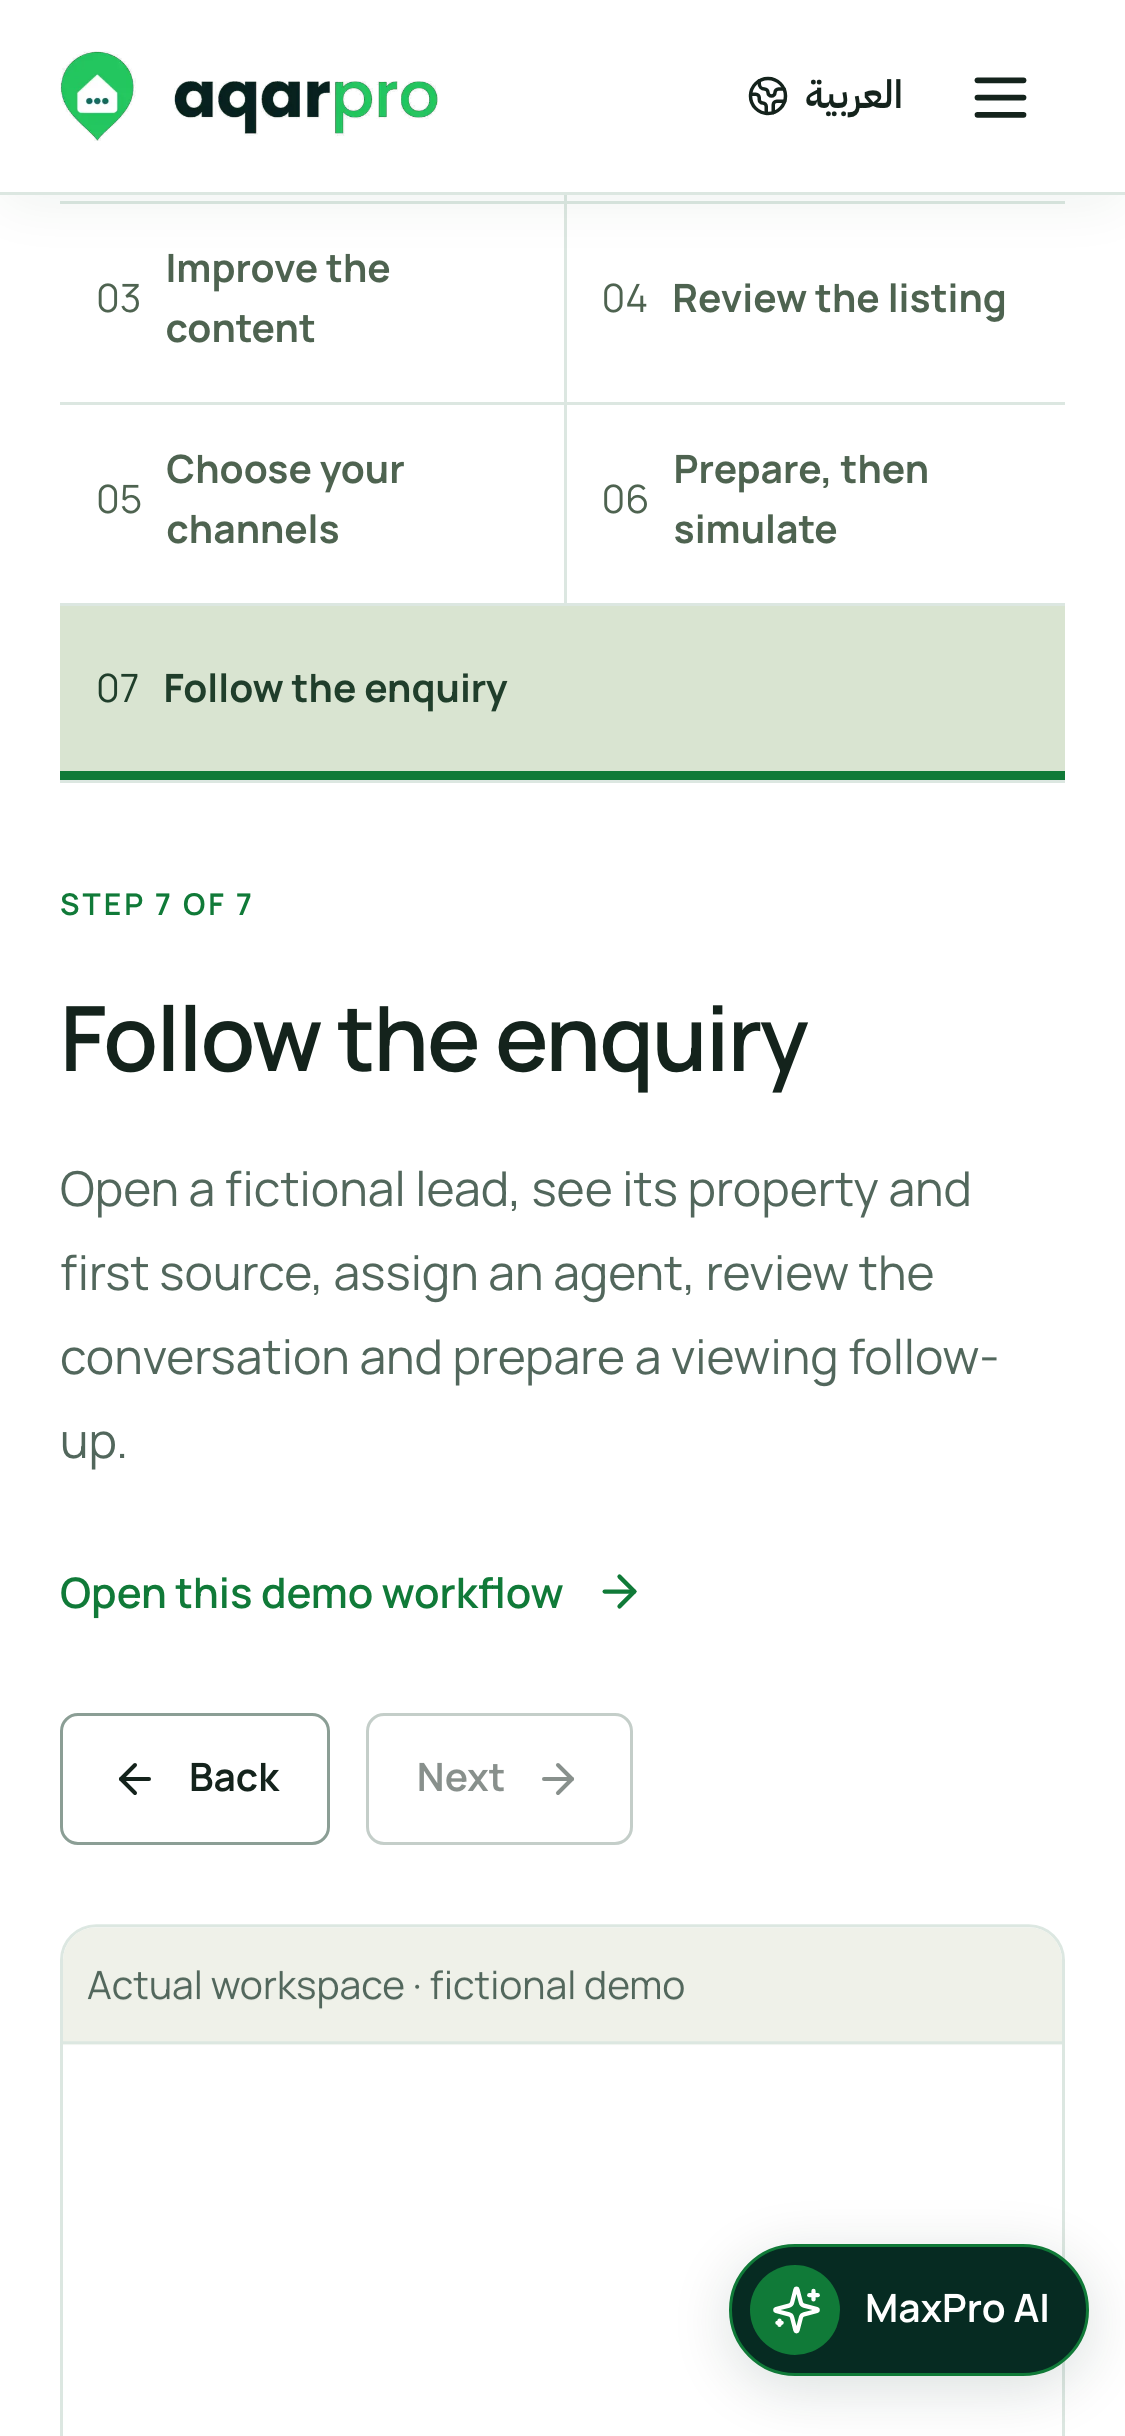 aqarpro
العربية
03 Improve the
content
04 Review the listing
05 Choose your
channels
06 Prepare, then
simulate
07 Follow the enquiry
STEP 7 OF 7
Follow the enquiry
Open a fictional lead, see its property and
first source, assign an agent, review the
conversation and prepare a viewing follow-
up.
Open this demo workflow →
← Back
Next →
Actual workspace · fictional demo
MaxPro AI